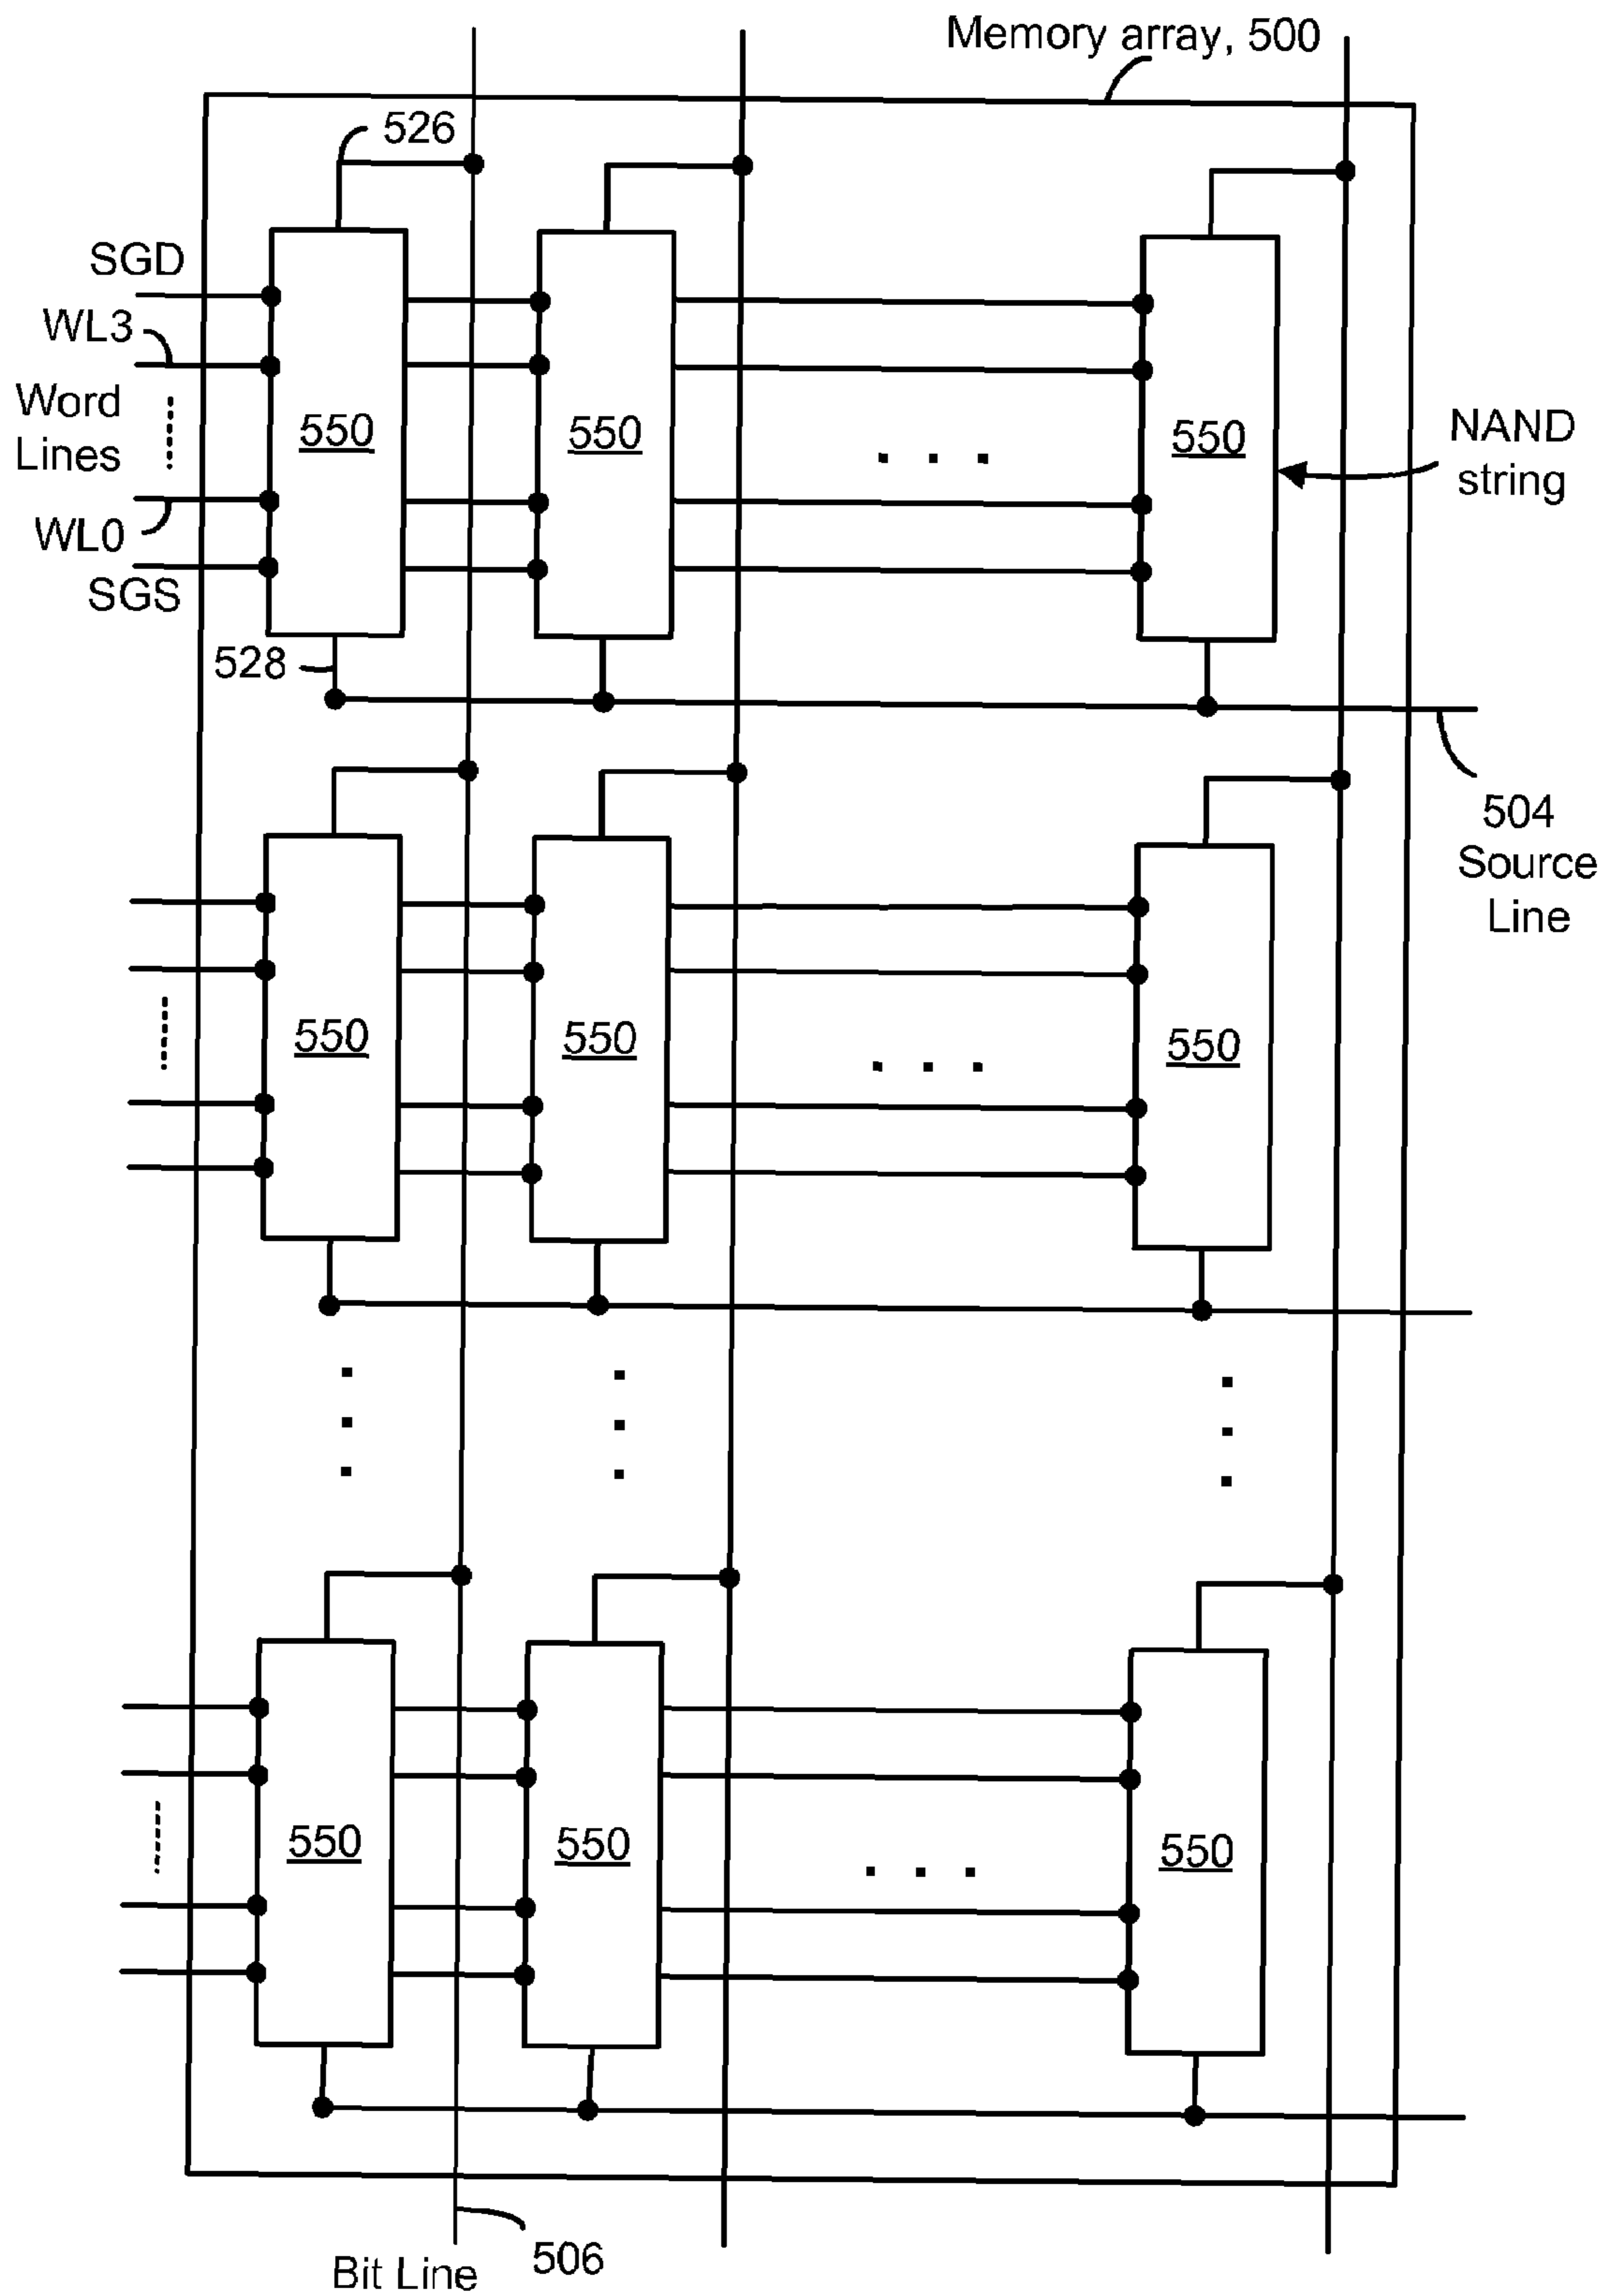 Memory array, 500
526
SGD
WL3
Word
Lines
WL0
SGS
550
550
550
NAND
string
528
504
Source
Line
550
550
550
550
550
550
506
Bit Line